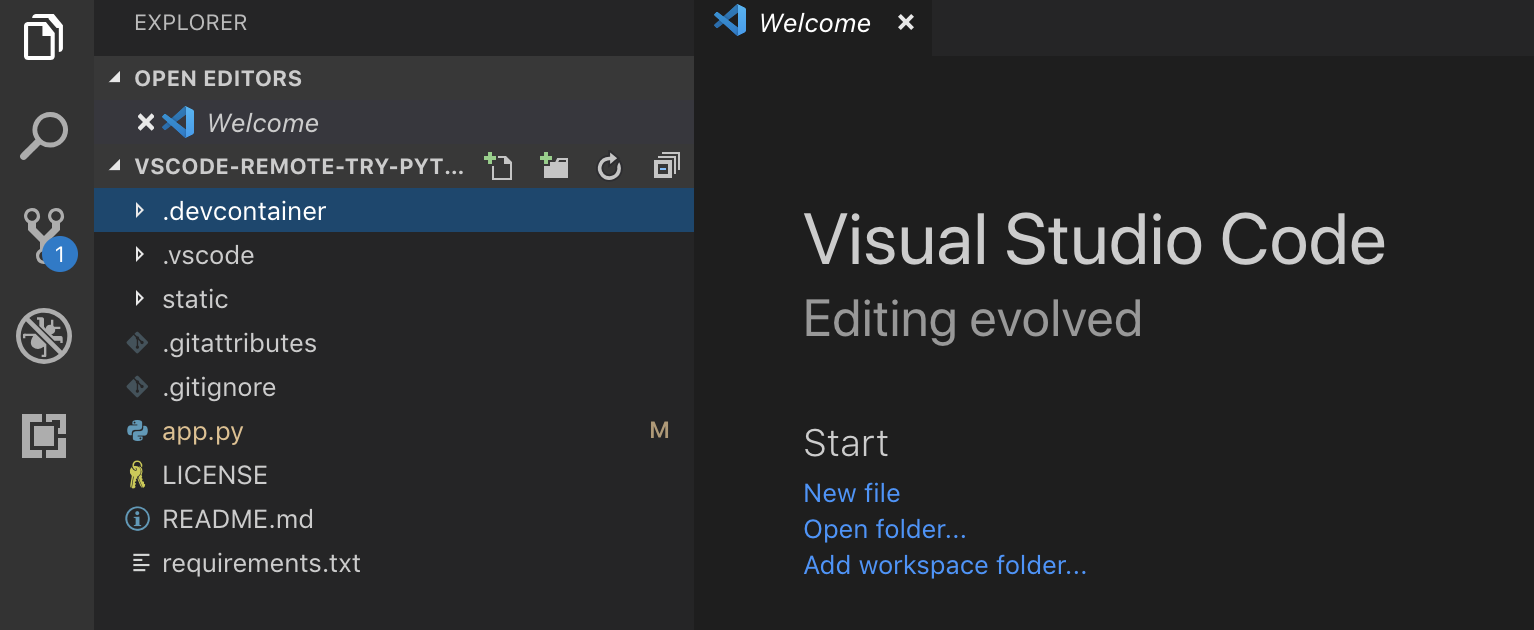 EXPLORER
OPEN EDITORS
Welcome
VSCODE-REMOTE-TRY-PYT...
.devcontainer
.vscode
static
.gitattributes
.gitignore
app.py M
LICENSE
README.md
requirements.txt
1
Welcome
Visual Studio Code
Editing evolved
Start
New file
Open folder...
Add workspace folder...